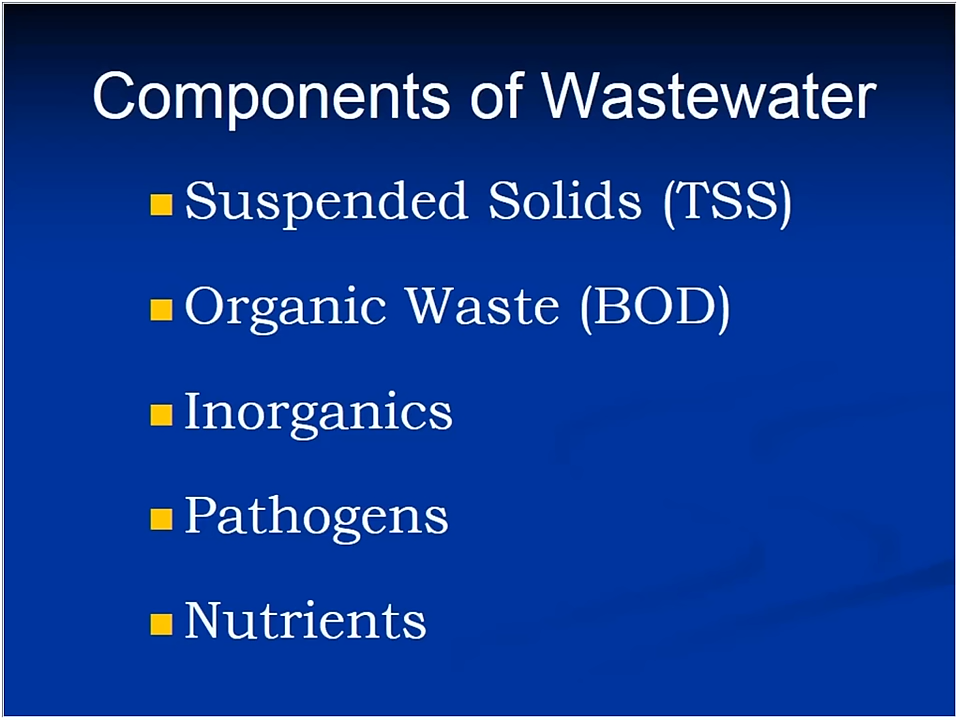 Components of Wastewater
Suspended Solids (TSS)
Organic Waste (BOD)
Inorganics
Pathogens
Nutrients